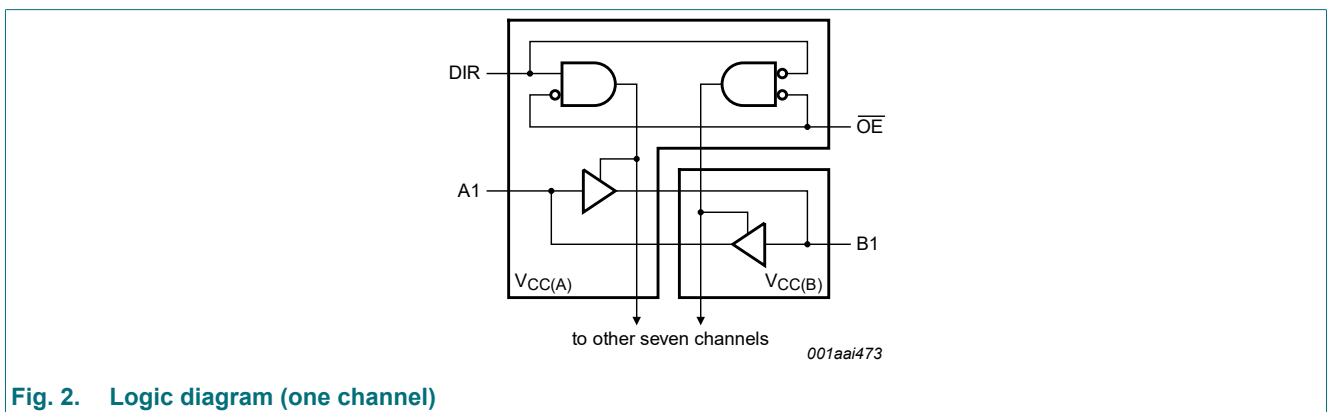 DIR
OE
A1
B1
VCC(A)
VCC(B)
to other seven channels
001aai473
Fig. 2. Logic diagram (one channel)